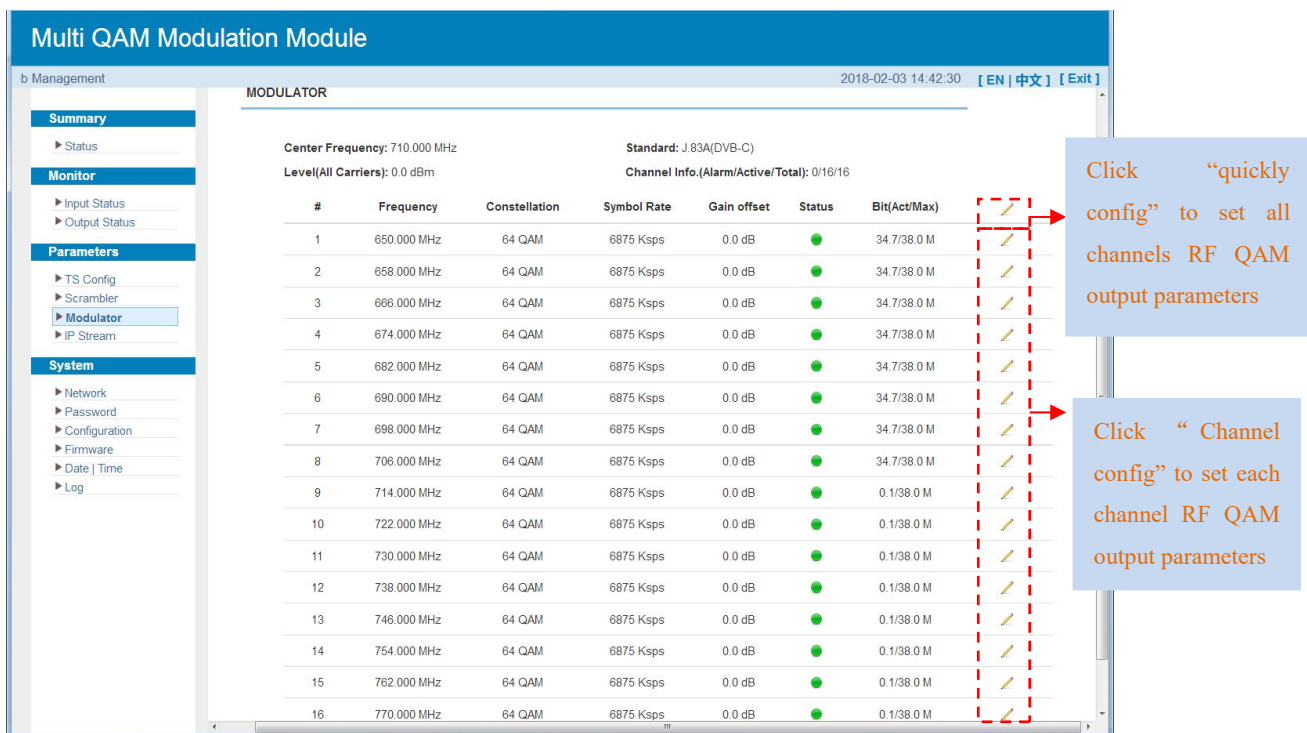 Multi QAM Modulation Module
b Management
2018-02-03 14:42:30 [ EN | 中文 ] [ Exit ]
MODULATOR
Summary
Status
Monitor
Input Status
Output Status
Parameters
TS Config
Scrambler
Modulator
IP Stream
System
Network
Password
Configuration
Firmware
Date | Time
Log
Center Frequency: 710.000 MHz Standard: J.83A(DVB-C)
Level(All Carriers): 0.0 dBm Channel Info.(Alarm/Active/Total): 0/16/16
# Frequency Constellation Symbol Rate Gain offset Status Bit(Act/Max)
1 650.000 MHz 64 QAM 6875 Ksps 0.0 dB 34.7/38.0 M
2 658.000 MHz 64 QAM 6875 Ksps 0.0 dB 34.7/38.0 M
3 666.000 MHz 64 QAM 6875 Ksps 0.0 dB 34.7/38.0 M
4 674.000 MHz 64 QAM 6875 Ksps 0.0 dB 34.7/38.0 M
5 682.000 MHz 64 QAM 6875 Ksps 0.0 dB 34.7/38.0 M
6 690.000 MHz 64 QAM 6875 Ksps 0.0 dB 34.7/38.0 M
7 698.000 MHz 64 QAM 6875 Ksps 0.0 dB 34.7/38.0 M
8 706.000 MHz 64 QAM 6875 Ksps 0.0 dB 34.7/38.0 M
9 714.000 MHz 64 QAM 6875 Ksps 0.0 dB 0.1/38.0 M
10 722.000 MHz 64 QAM 6875 Ksps 0.0 dB 0.1/38.0 M
11 730.000 MHz 64 QAM 6875 Ksps 0.0 dB 0.1/38.0 M
12 738.000 MHz 64 QAM 6875 Ksps 0.0 dB 0.1/38.0 M
13 746.000 MHz 64 QAM 6875 Ksps 0.0 dB 0.1/38.0 M
14 754.000 MHz 64 QAM 6875 Ksps 0.0 dB 0.1/38.0 M
15 762.000 MHz 64 QAM 6875 Ksps 0.0 dB 0.1/38.0 M
16 770.000 MHz 64 QAM 6875 Ksps 0.0 dB 0.1/38.0 M
Click “quickly
config” to set all
channels RF QAM
output parameters
Click “ Channel
config” to set each
channel RF QAM
output parameters